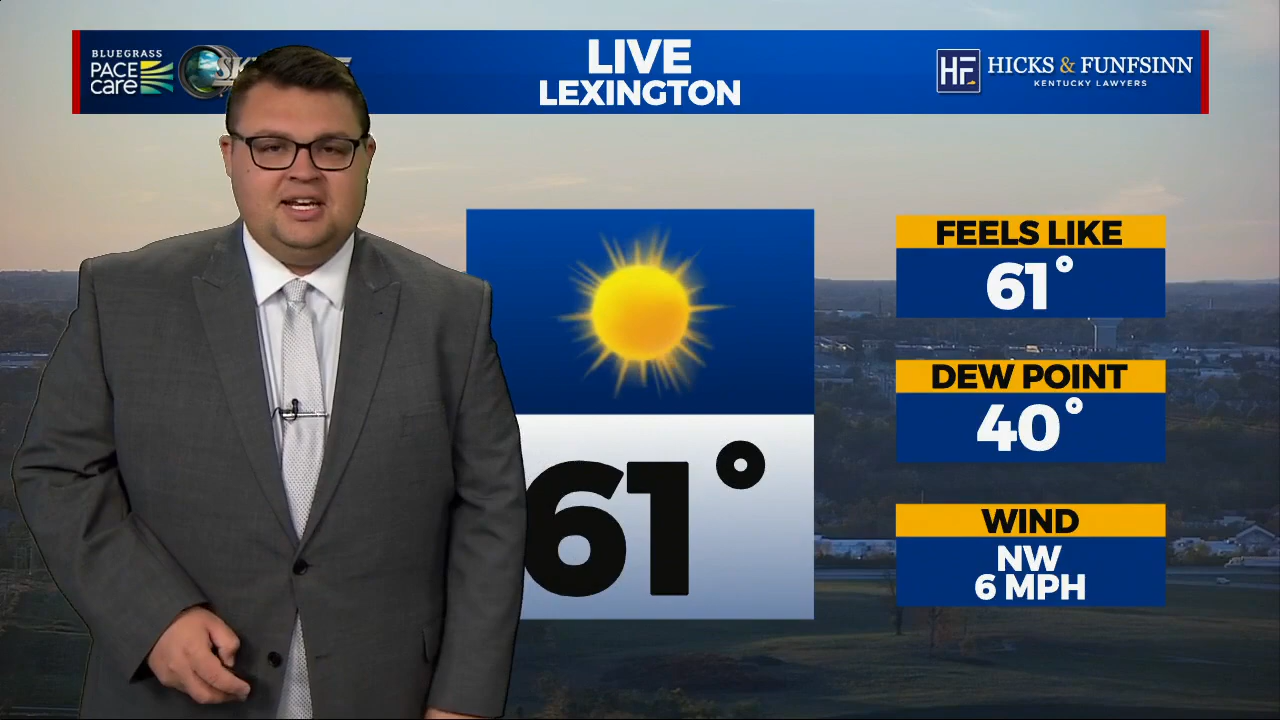 BLUEGRASS
PACE
care
LIVE
LEXINGTON
HF
HICKS & FUNFSINN
KENTUCKY LAWYERS
FEELS LIKE
61°
DEW POINT
40°
61°
WIND
NW
6 MPH